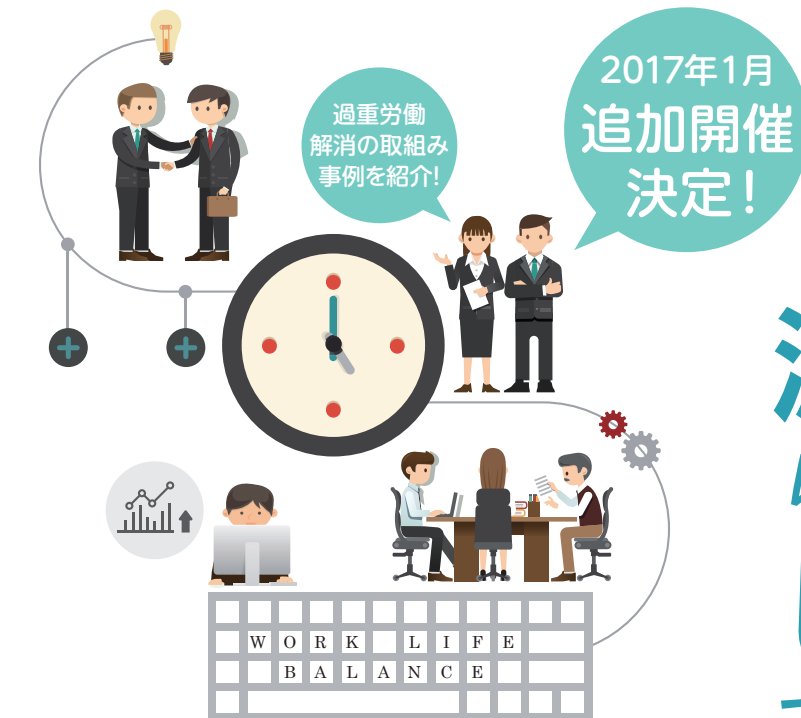 2017年1月
追加開催
決定!
過重労働
解消の取組み
事例を紹介!
WORK LIFE
BALANCE